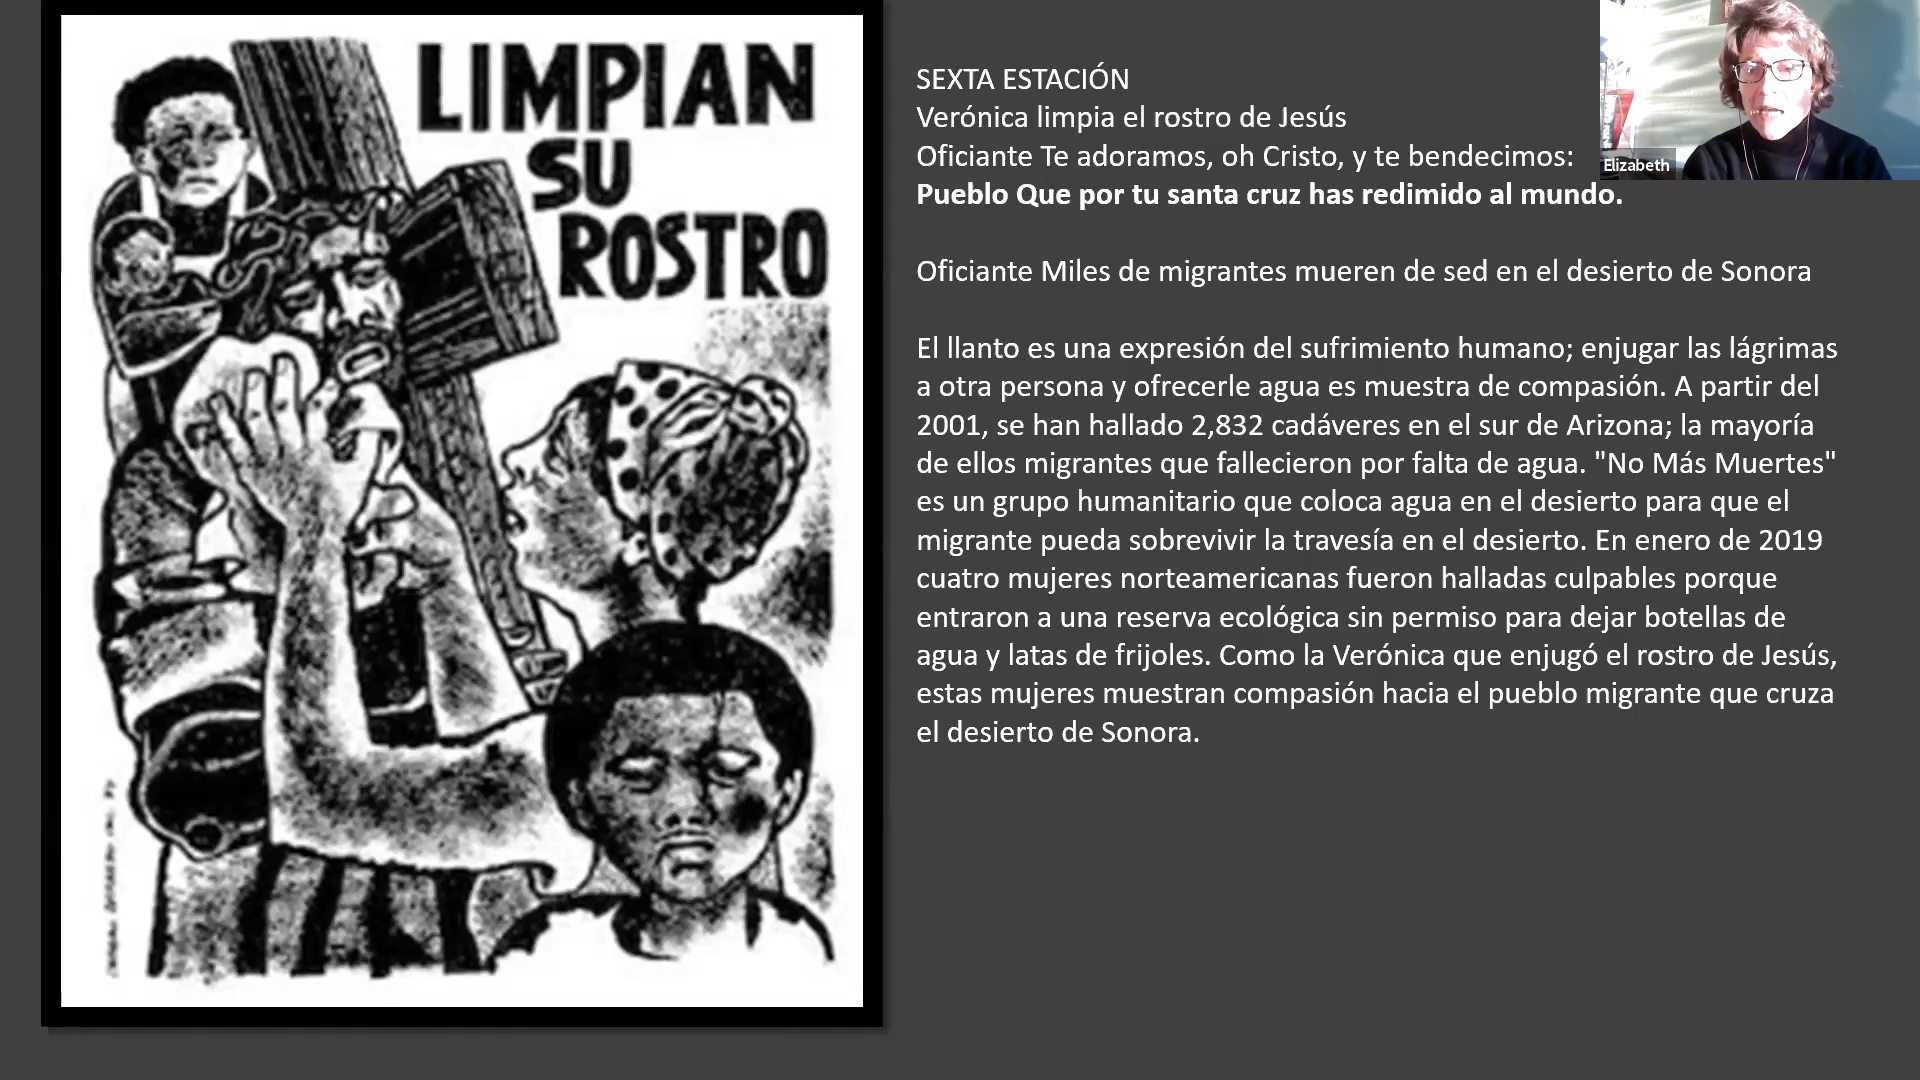 LIMPIAN
SU
ROSTRO
SEXTA ESTACIÓN
Verónica limpia el rostro de Jesús
Oficiante Te adoramos, oh Cristo, y te bendecimos:
Pueblo Que por tu santa cruz has redimido al mundo.
Oficiante Miles de migrantes mueren de sed en el desierto de Sonora
El llanto es una expresión del sufrimiento humano; enjugar las lágrimas
a otra persona y ofrecerle agua es muestra de compasión. A partir del
2001, se han hallado 2,832 cadáveres en el sur de Arizona; la mayoría
de ellos migrantes que fallecieron por falta de agua. "No Más Muertes"
es un grupo humanitario que coloca agua en el desierto para que el
migrante pueda sobrevivir la travesía en el desierto. En enero de 2019
cuatro mujeres norteamericanas fueron halladas culpables porque
entraron a una reserva ecológica sin permiso para dejar botellas de
agua y latas de frijoles. Como la Verónica que enjugó el rostro de Jesús,
estas mujeres muestran compasión hacia el pueblo migrante que cruza
el desierto de Sonora.
Elizabeth